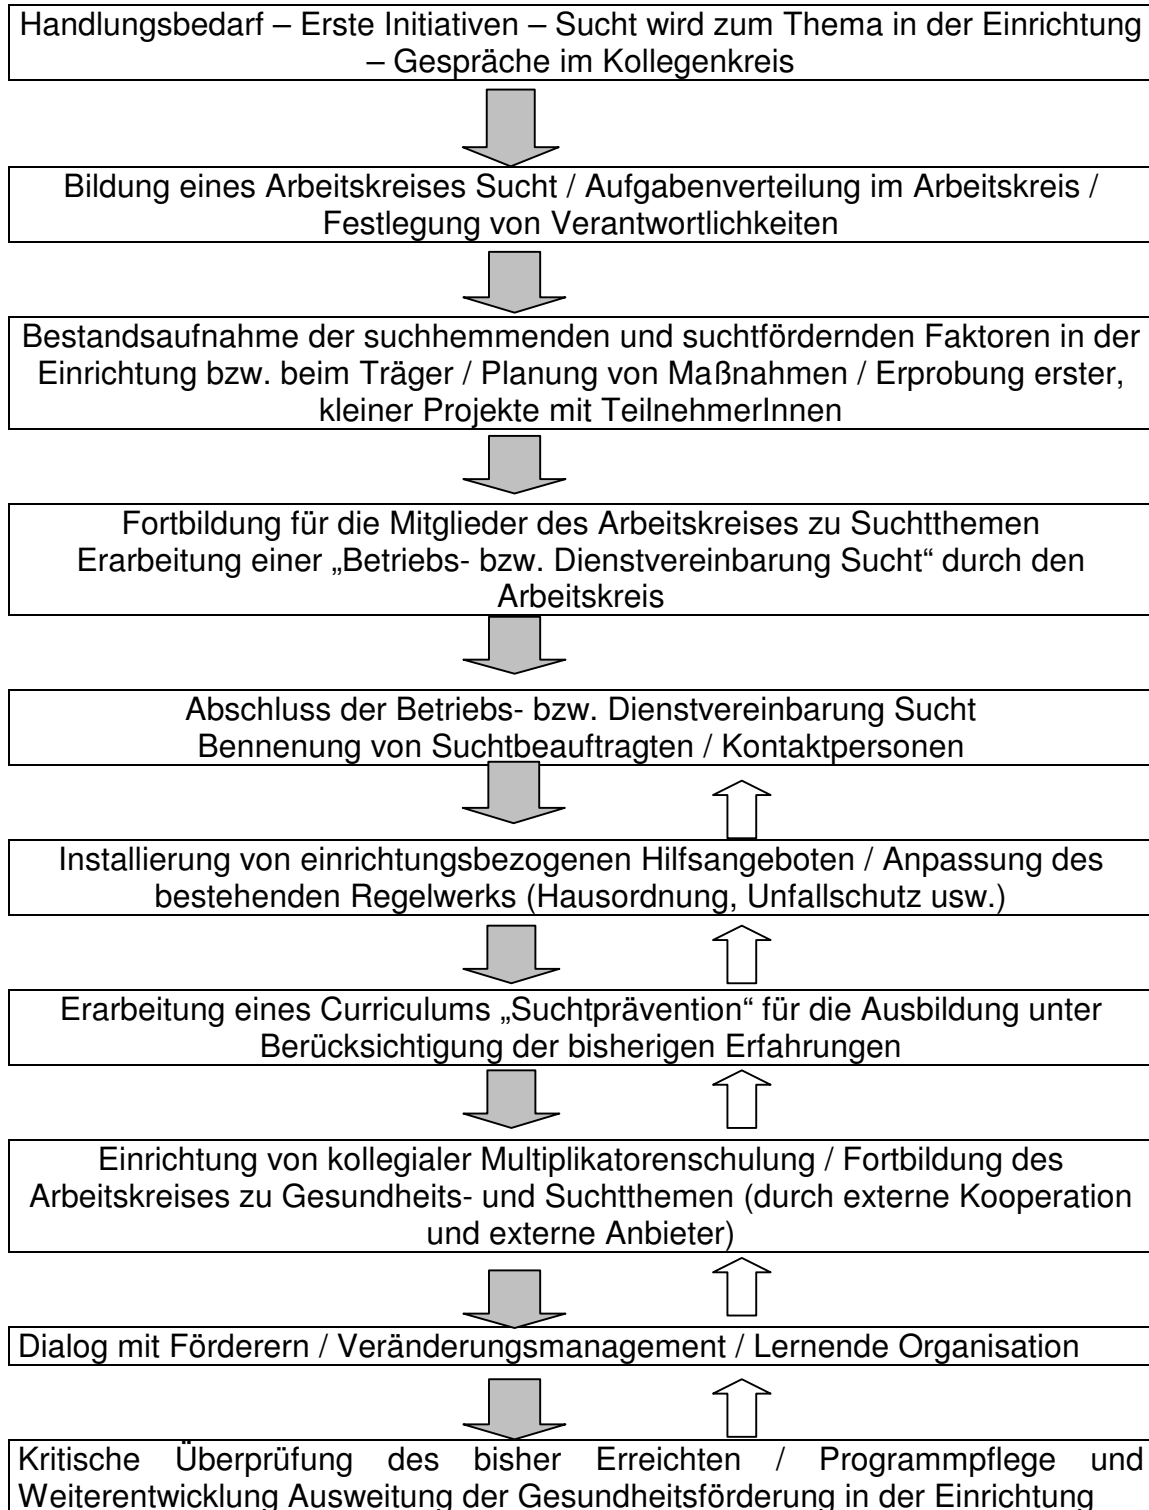 Handlungsbedarf – Erste Initiativen – Sucht wird zum Thema in der Einrichtung
– Gespräche im Kollegenkreis
Bildung eines Arbeitskreises Sucht / Aufgabenverteilung im Arbeitskreis /
Festlegung von Verantwortlichkeiten
Bestandsaufnahme der suchhemmenden und suchtfördernden Faktoren in der
Einrichtung bzw. beim Träger / Planung von Maßnahmen / Erprobung erster,
kleiner Projekte mit TeilnehmerInnen
Fortbildung für die Mitglieder des Arbeitskreises zu Suchtthemen
Erarbeitung einer „Betriebs- bzw. Dienstvereinbarung Sucht“ durch den
Arbeitskreis
Abschluss der Betriebs- bzw. Dienstvereinbarung Sucht
Bennenung von Suchtbeauftragten / Kontaktpersonen
Installierung von einrichtungsbezogenen Hilfsangeboten / Anpassung des
bestehenden Regelwerks (Hausordnung, Unfallschutz usw.)
Erarbeitung eines Curriculums „Suchtprävention“ für die Ausbildung unter
Berücksichtigung der bisherigen Erfahrungen
Einrichtung von kollegialer Multiplikatorenschulung / Fortbildung des
Arbeitskreises zu Gesundheits- und Suchtthemen (durch externe Kooperation
und externe Anbieter)
Dialog mit Förderern / Veränderungsmanagement / Lernende Organisation
Kritische Überprüfung des bisher Erreichten / Programmpflege und
Weiterentwicklung Ausweitung der Gesundheitsförderung in der Einrichtung